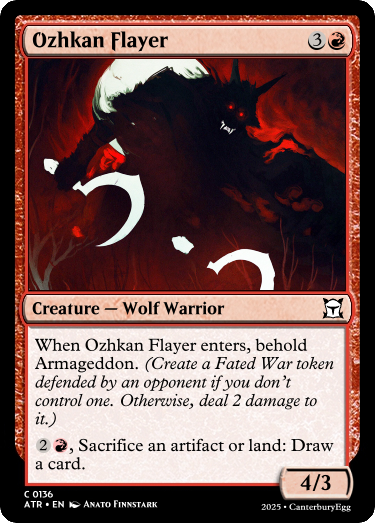 Ozhkan Flayer 3
Creature — Wolf Warrior
When Ozhkan Flayer enters, behold
Armageddon. (Create a Fated War token
defended by an opponent if you don't
control one. Otherwise, deal 2 damage to
it.)
2, Sacrifice an artifact or land: Draw
a card.
4/3
C 0136
ATR • EN Anato Finnstark
2025 • CanterburyEgg